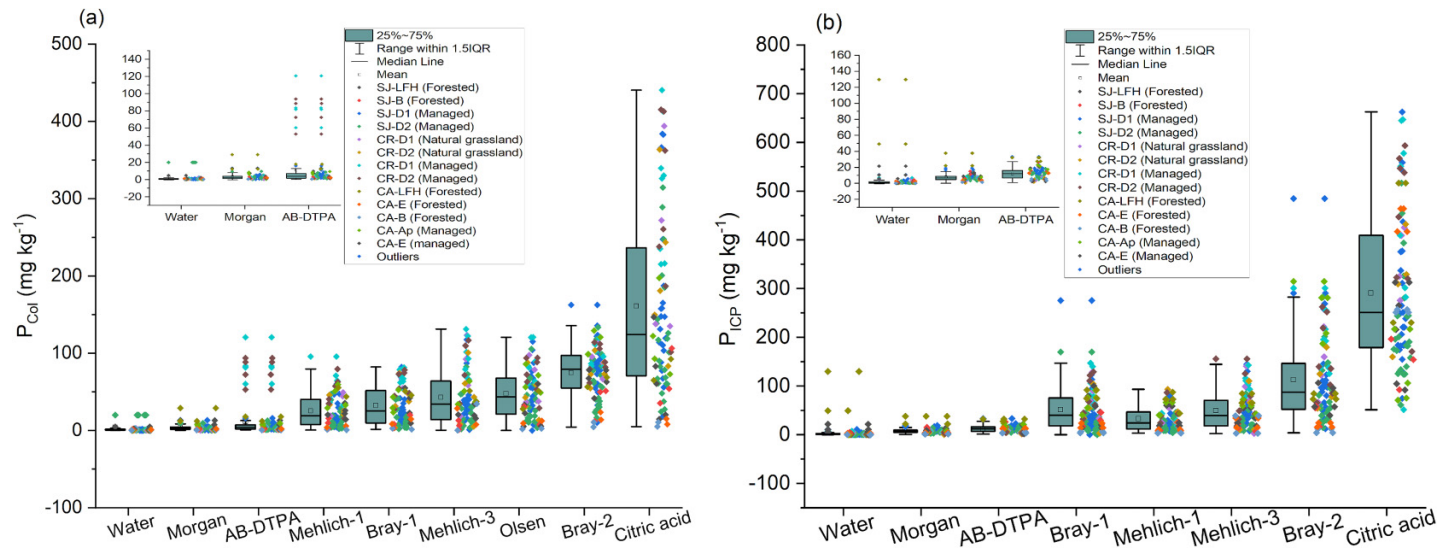 (a)
P_Col (mg kg⁻¹)
500
400
300
200
100
0
-100
140
120
100
80
60
40
20
0
Water Morgan AB-DTPA
25%~75%
Range within 1.5IQR
Median Line
Mean
SJ-LFH (Forested)
SJ-B (Forested)
SJ-D1 (Managed)
SJ-D2 (Managed)
CR-D1 (Natural grassland)
CR-D2 (Natural grassland)
CR-D1 (Managed)
CR-D2 (Managed)
CA-LFH (Forested)
CA-E (Forested)
CA-B (Forested)
CA-Ap (Managed)
CA-E (managed)
Outliers
Water Morgan AB-DTPA Mehlich-1 Bray-1 Mehlich-3 Olsen Bray-2 Citric acid
(b)
P_ICP (mg kg⁻¹)
800
700
600
500
400
300
200
100
0
-100
160
140
120
100
80
60
40
20
0
Water Morgan AB-DTPA
25%~75%
Range within 1.5IQR
Median Line
Mean
SJ-LFH (Forested)
SJ-B (Forested)
SJ-D1 (Managed)
SJ-D2 (Managed)
CR-D1 (Natural grassland)
CR-D2 (Natural grassland)
CR-D1 (Managed)
CR-D2 (Managed)
CA-LFH (Forested)
CA-E (Forested)
CA-B (Forested)
CA-Ap (Managed)
CA-E (Managed)
Outliers
Water Morgan AB-DTPA Bray-1 Mehlich-1 Mehlich-3 Bray-2 Citric acid